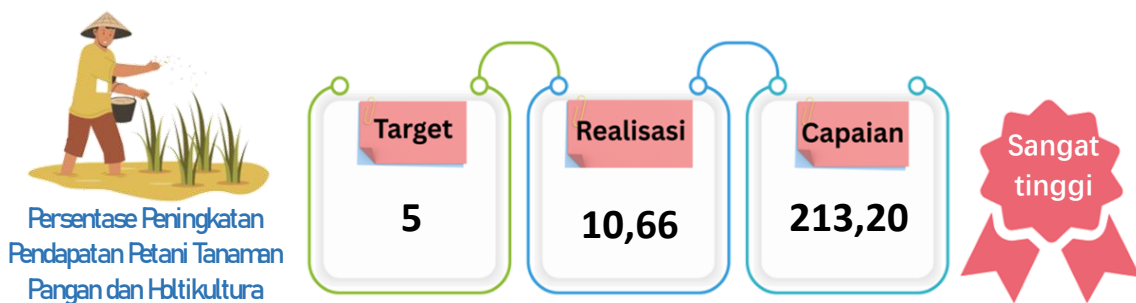 Persentase Peningkatan
Pendapatan Petani Tanaman
Pangan dan Holtikultura
Target
5
Realisasi
10,66
Capaian
213,20
Sangat
tinggi